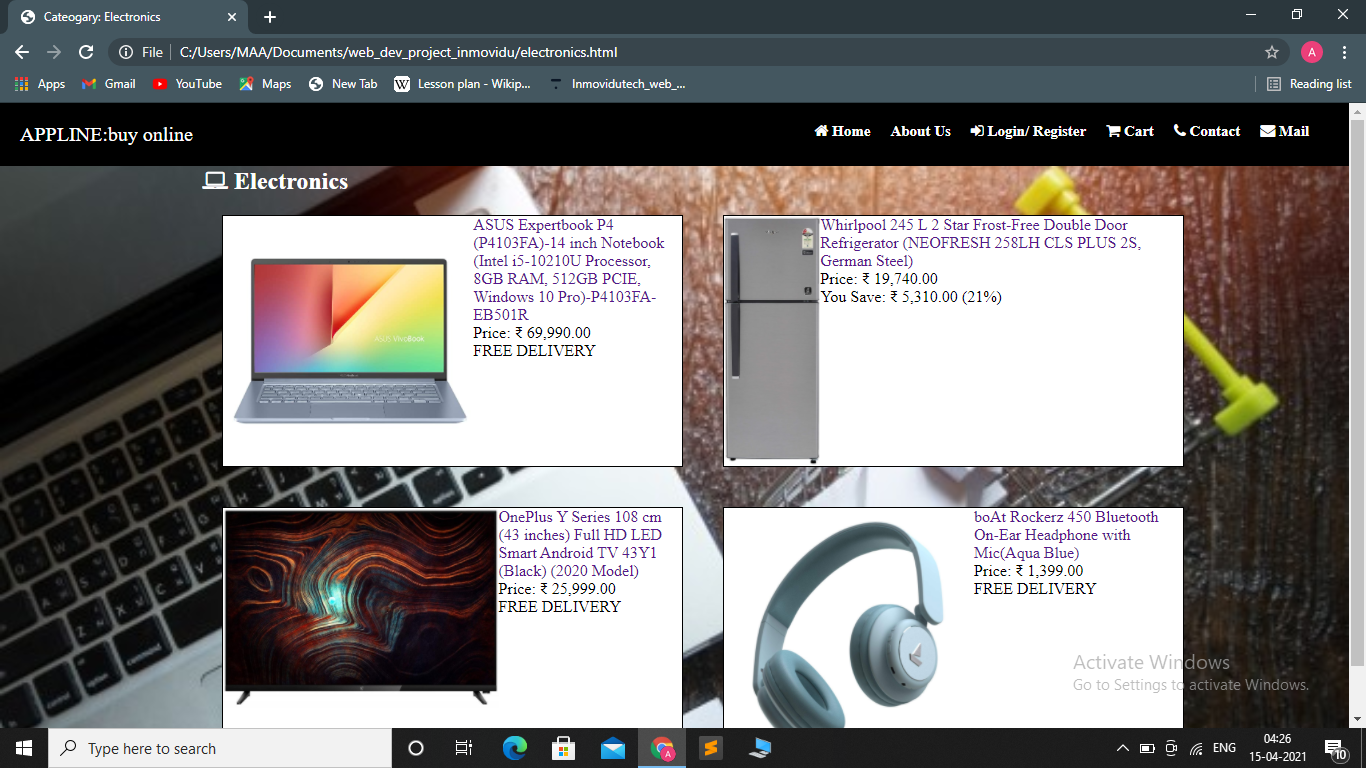 Cateogary: Electronics
File
C:/Users/MAA/Documents/web_dev_project_inmovidu/electronics.html
A
Apps
Gmail
YouTube
Maps
New Tab
W Lesson plan - Wikip...
Inmovidutech_web_...
Reading list
APPLINE:buy online
Home
About Us
Login/ Register
Cart
Contact
Mail
Electronics
ASUS Expertbook P4
(P4103FA)-14 inch Notebook
(Intel i5-10210U Processor,
8GB RAM, 512GB PCIE,
Windows 10 Pro)-P4103FA-
EB501R
Price: ₹ 69,990.00
FREE DELIVERY
ASUS VivoBook
Whirlpool 245 L 2 Star Frost-Free Double Door
Refrigerator (NEOFRESH 258LH CLS PLUS 2S,
German Steel)
Price: ₹ 19,740.00
You Save: ₹ 5,310.00 (21%)
OnePlus Y Series 108 cm
(43 inches) Full HD LED
Smart Android TV 43Y1
(Black) (2020 Model)
Price: ₹ 25,999.00
FREE DELIVERY
boAt Rockerz 450 Bluetooth
On-Ear Headphone with
Mic(Aqua Blue)
Price: ₹ 1,399.00
FREE DELIVERY
command
Activate Windows
Go to Settings to activate Windows.
Type here to search
A
ENG
04:26
15-04-2021
10